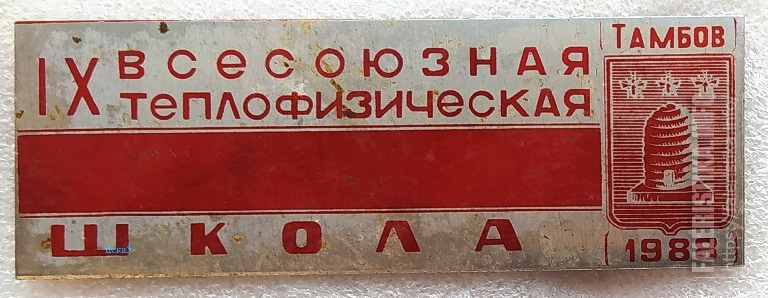 IX ВСЕСОЮЗНАЯ
ТЕПЛОФИЗИЧЕСКАЯ
ШКОЛА
ТАМБОВ
1988